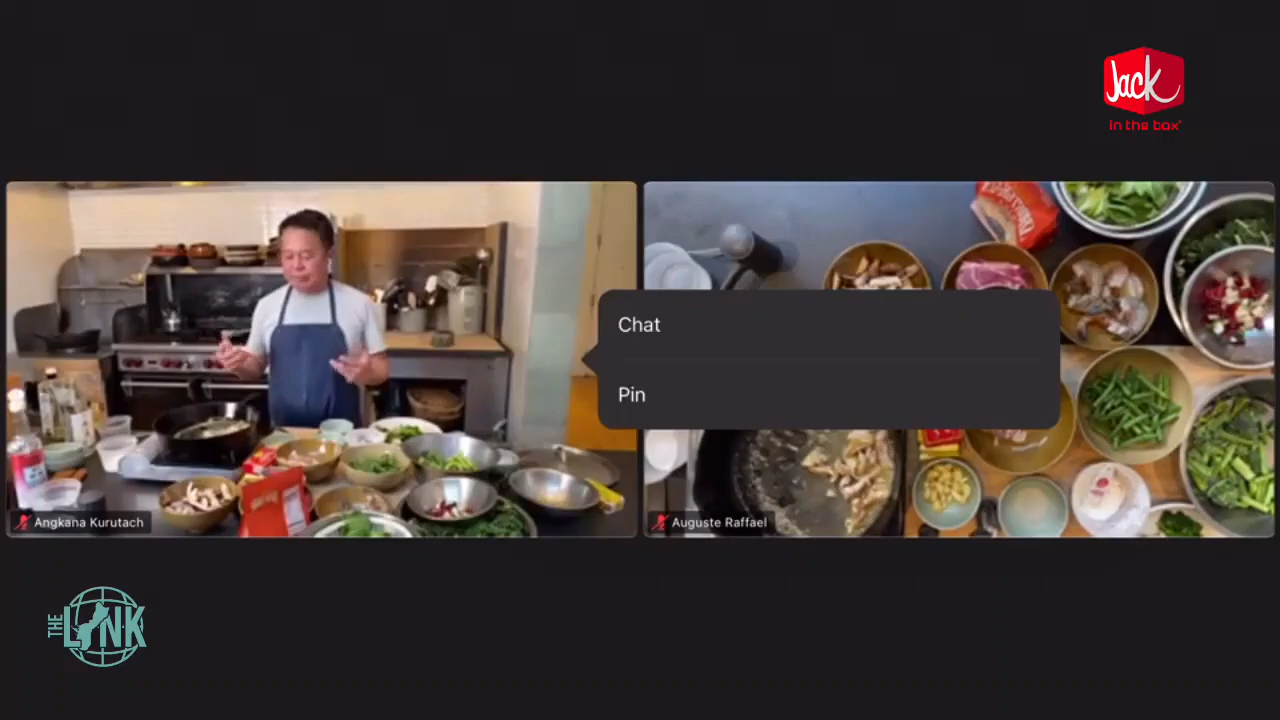 Jack
in the box
Chat
Pin
Angkana Kurutach
Auguste Raffael
THE
LINK